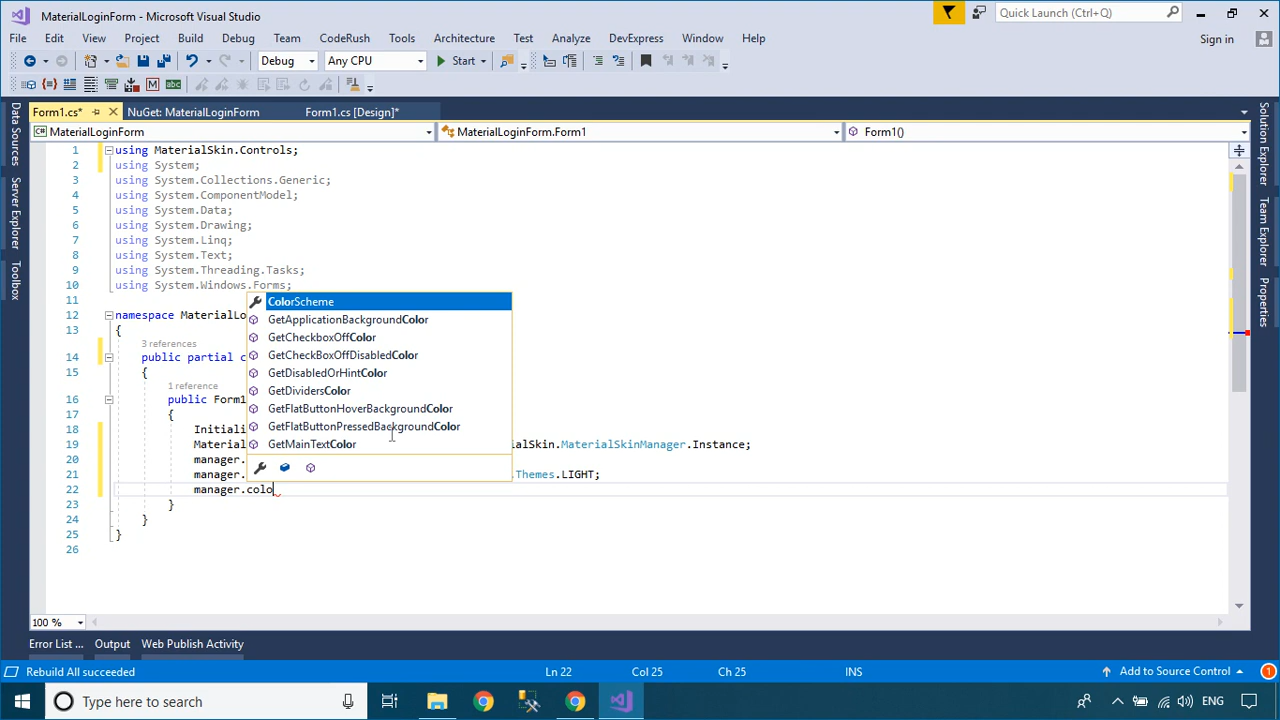 MaterialLoginForm - Microsoft Visual Studio
Quick Launch (Ctrl+Q)
File Edit View Project Build Debug Team CodeRush Tools Architecture Test Analyze DevExpress Window Help
Sign in
Debug Any CPU Start
Form1.cs* NuGet: MaterialLoginForm Form1.cs [Design]*
MaterialLoginForm MaterialLoginForm.Form1 Form1()
Data Sources
Server Explorer
Toolbox
Solution Explorer
Team Explorer
Properties
1 using MaterialSkin.Controls;
2 using System;
3 using System.Collections.Generic;
4 using System.ComponentModel;
5 using System.Data;
6 using System.Drawing;
7 using System.Linq;
8 using System.Text;
9 using System.Threading.Tasks;
10 using System.Windows.Forms;
11
12 namespace MaterialLo
13 {
3 references
14 public partial c
15 {
1 reference
16 public Form1
17 {
18 Initiali
19 Material alSkin.MaterialSkinManager.Instance;
20 manager.
21 manager. .Themes.LIGHT;
22 manager.colo
23 }
24 }
25 }
26
ColorScheme
GetApplicationBackgroundColor
GetCheckboxOffColor
GetCheckBoxOffDisabledColor
GetDisabledOrHintColor
GetDividersColor
GetFlatButtonHoverBackgroundColor
GetFlatButtonPressedBackgroundColor
GetMainTextColor
100 %
Error List ... Output Web Publish Activity
Rebuild All succeeded Ln 22 Col 25 Ch 25 INS Add to Source Control 1
Type here to search ENG